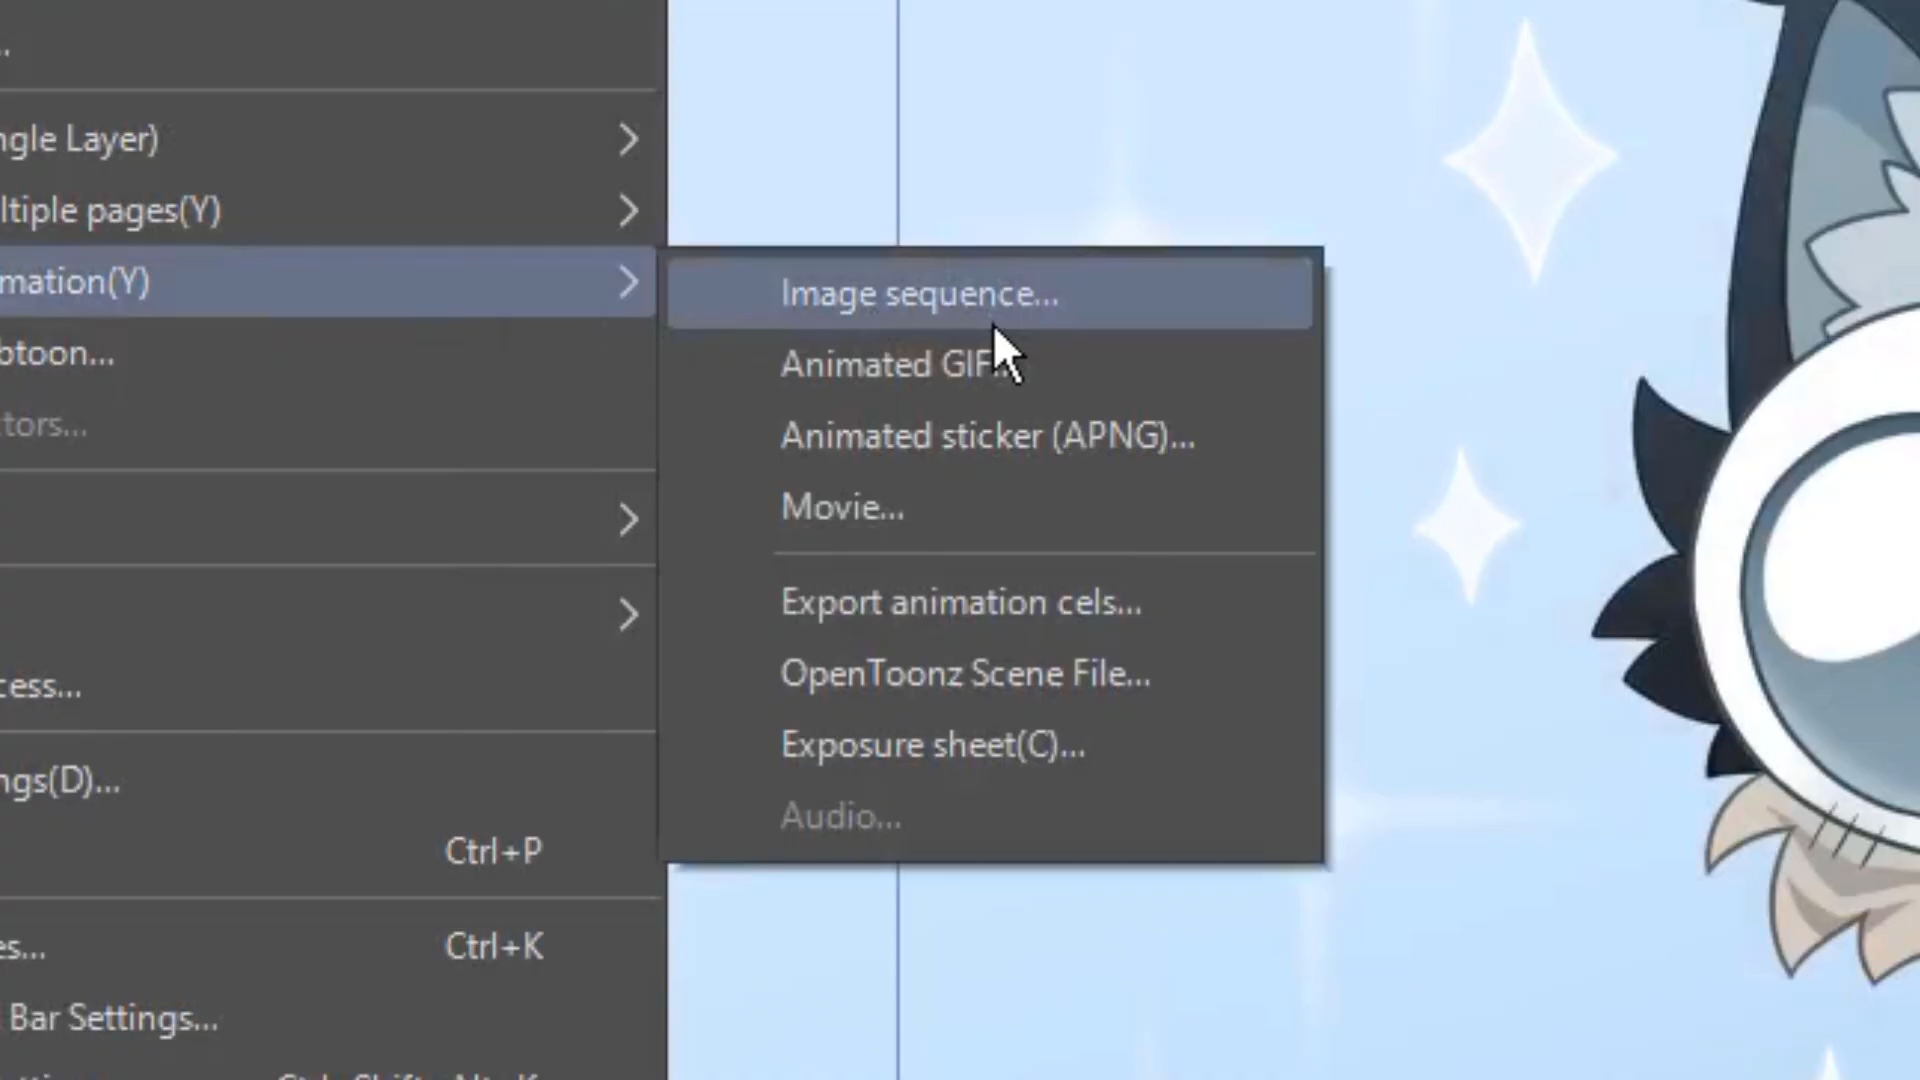 ngle Layer)
ltiple pages(Y)
mation(Y)
btoon...
tors...
cess...
ngs(D)...
Ctrl+P
es...
Ctrl+K
Bar Settings...
Image sequence...
Animated GIF...
Animated sticker (APNG)...
Movie...
Export animation cels...
OpenToonz Scene File...
Exposure sheet(C)...
Audio...